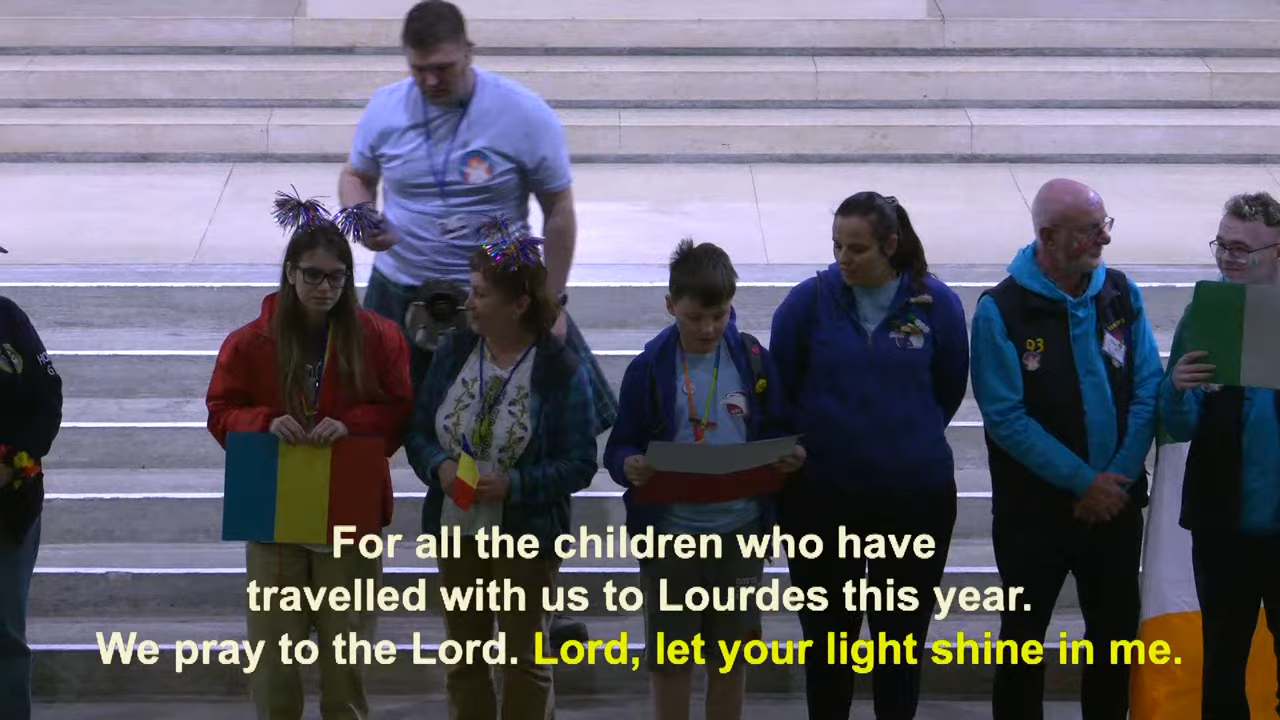 93
For all the children who have
travelled with us to Lourdes this year.
We pray to the Lord. Lord, let your light shine in me.